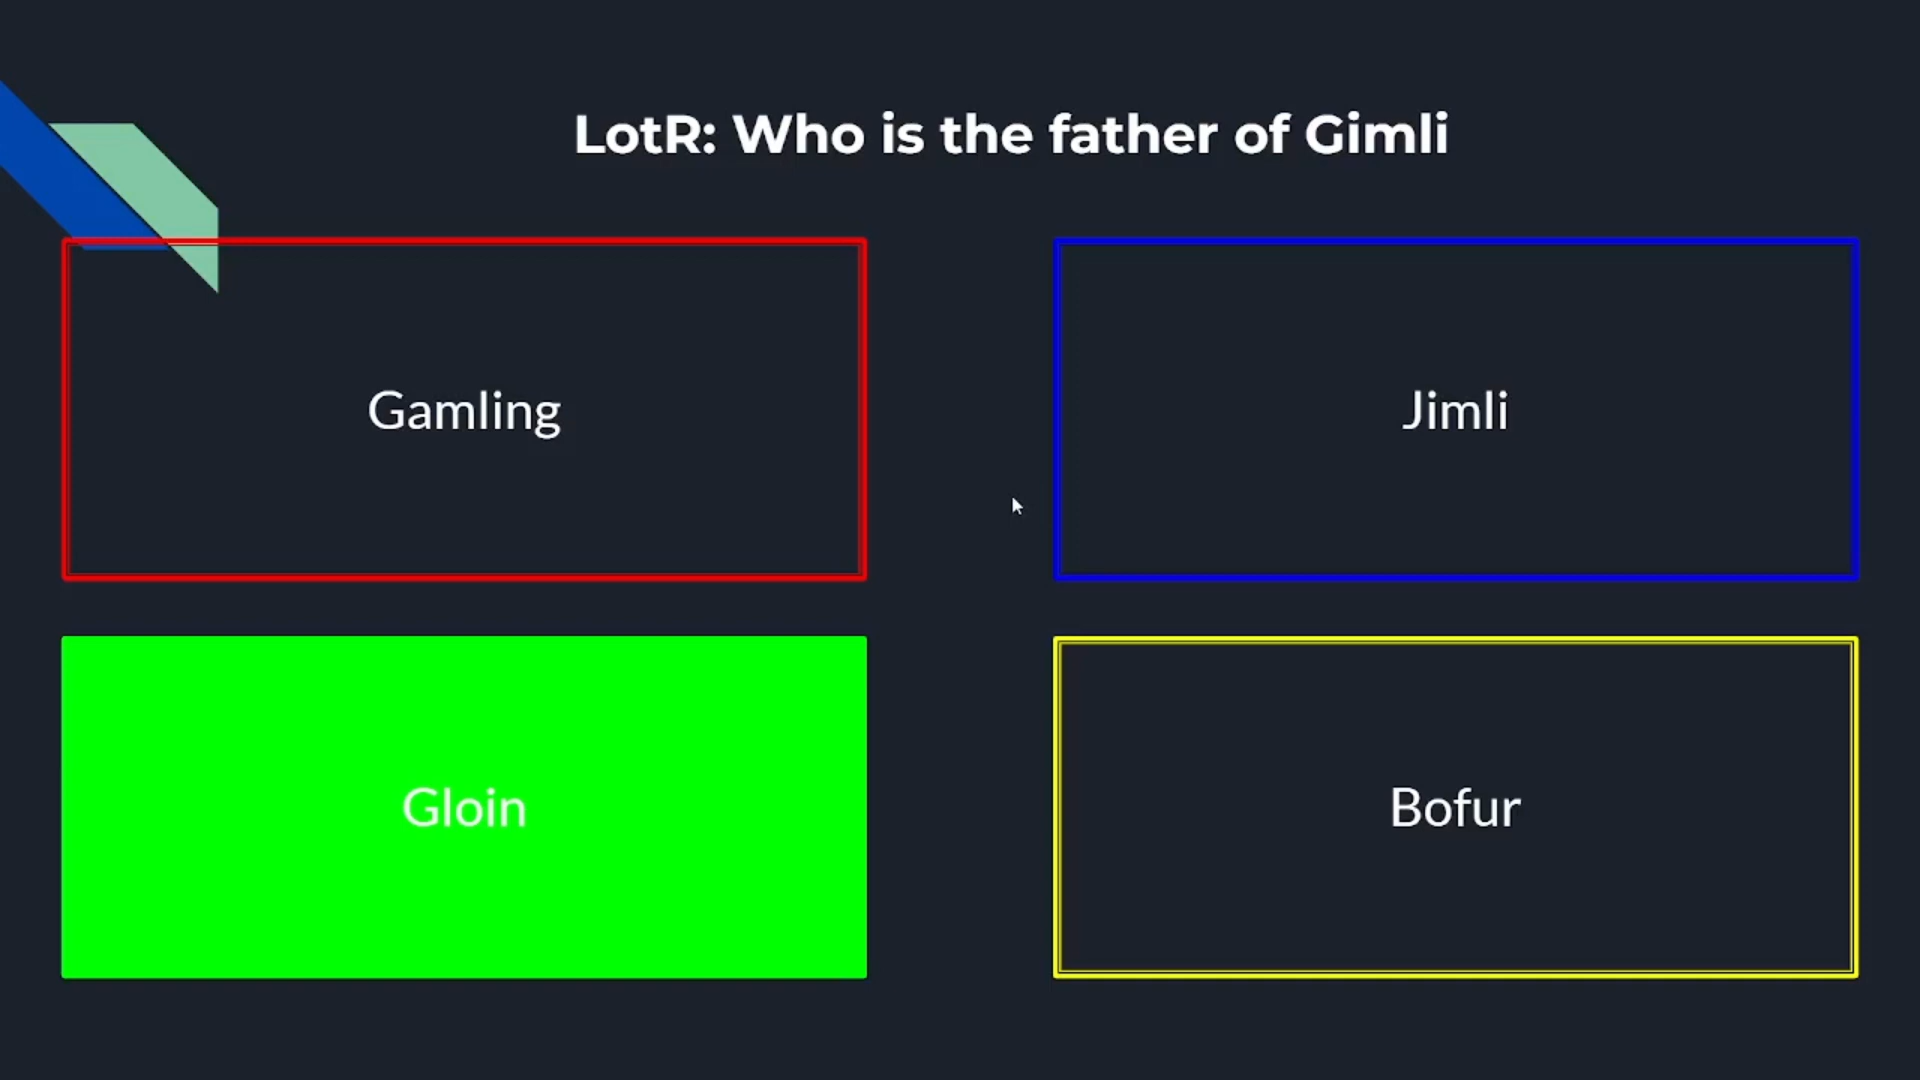 LotR: Who is the father of Gimli
Gamling
Jimli
Gloin
Bofur